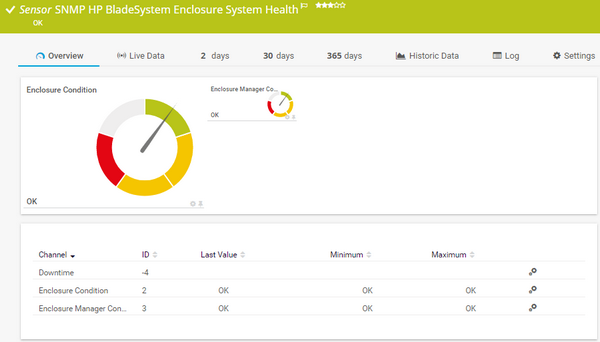 Sensor SNMP HP BladeSystem Enclosure System Health
OK
Overview Live Data 2 days 30 days 365 days Historic Data Log Settings
Enclosure Condition
Enclosure Manager Co...
OK
OK
Channel ID Last Value Minimum Maximum
Downtime -4
Enclosure Condition 2 OK OK OK
Enclosure Manager Con... 3 OK OK OK